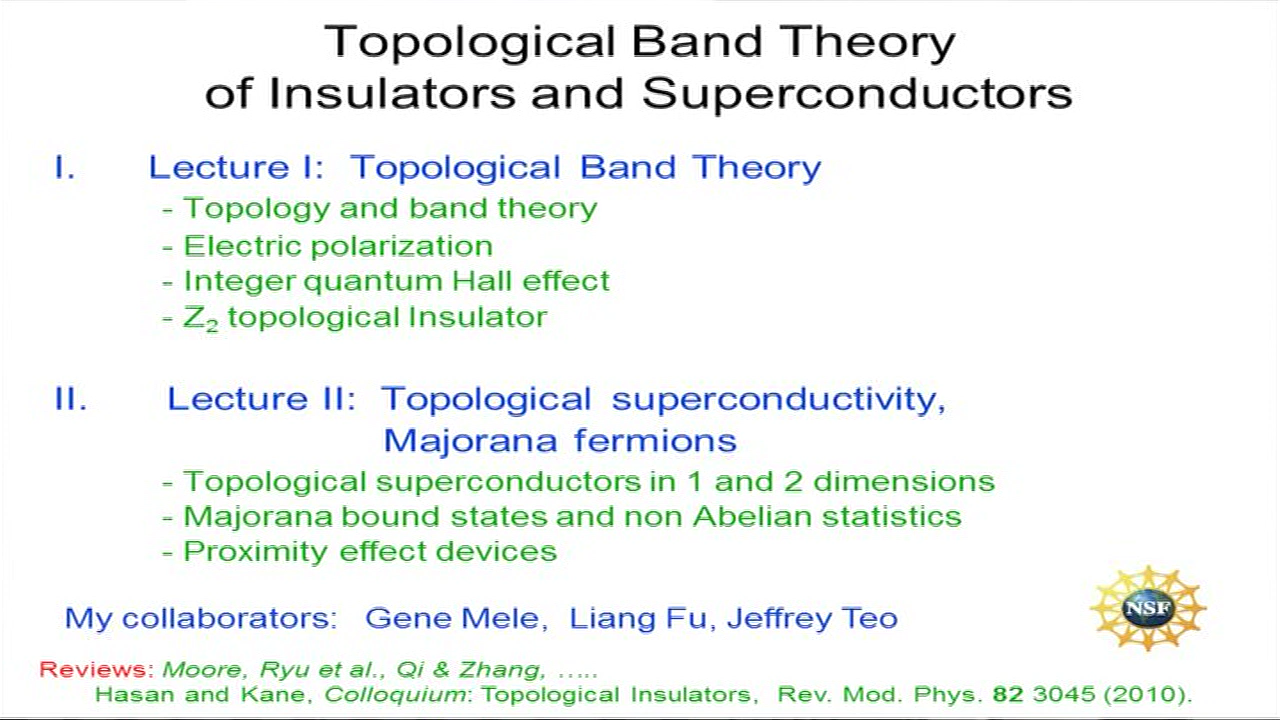 Topological Band Theory
of Insulators and Superconductors
I. Lecture I: Topological Band Theory
- Topology and band theory
- Electric polarization
- Integer quantum Hall effect
- Z₂ topological Insulator
II. Lecture II: Topological superconductivity,
Majorana fermions
- Topological superconductors in 1 and 2 dimensions
- Majorana bound states and non Abelian statistics
- Proximity effect devices
My collaborators: Gene Mele, Liang Fu, Jeffrey Teo
NSF
Reviews: Moore, Ryu et al., Qi & Zhang, .....
Hasan and Kane, Colloquium: Topological Insulators, Rev. Mod. Phys. 82 3045 (2010).